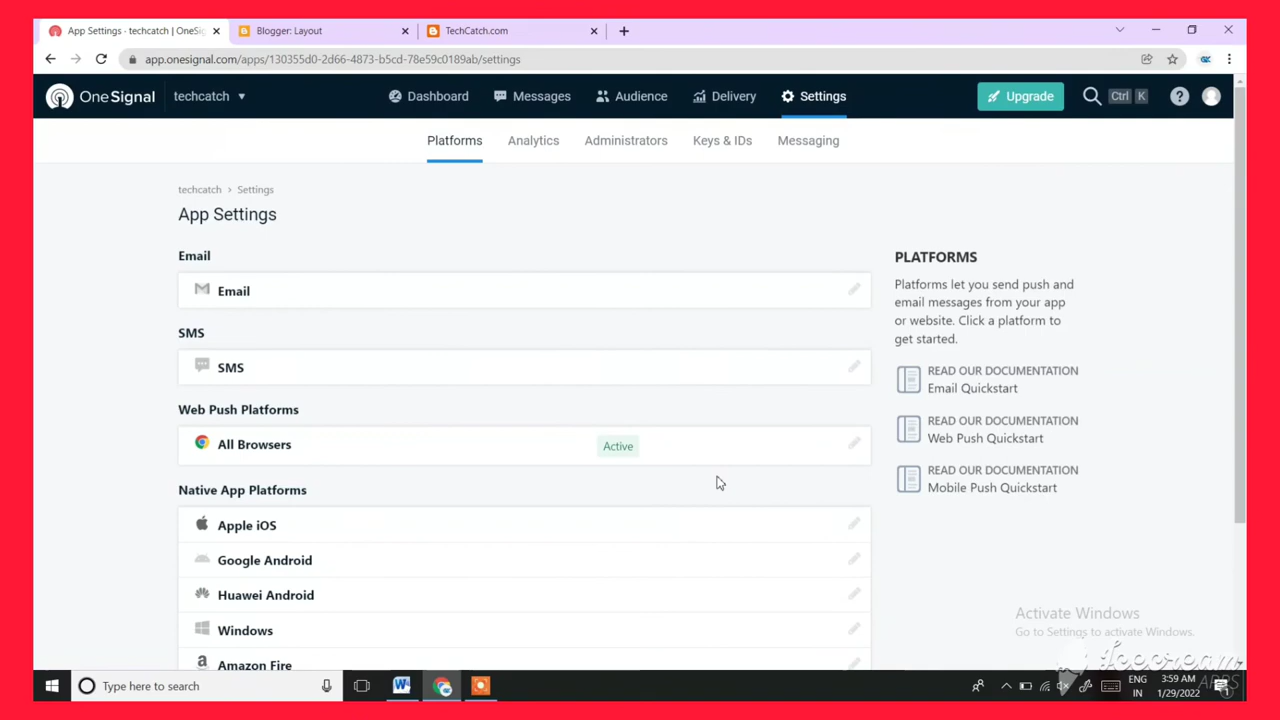 App Settings - techcatch | OneSig
Blogger: Layout
TechCatch.com
app.onesignal.com/apps/130355d0-2d66-4873-b5cd-78e59c0189ab/settings
OneSignal
techcatch
Dashboard
Messages
Audience
Delivery
Settings
Upgrade
Ctrl K
Platforms
Analytics
Administrators
Keys & IDs
Messaging
techcatch > Settings
App Settings
Email
Email
SMS
SMS
Web Push Platforms
All Browsers
Active
Native App Platforms
Apple iOS
Google Android
Huawei Android
Windows
Amazon Fire
PLATFORMS
Platforms let you send push and
email messages from your app
or website. Click a platform to
get started.
READ OUR DOCUMENTATION
Email Quickstart
READ OUR DOCUMENTATION
Web Push Quickstart
READ OUR DOCUMENTATION
Mobile Push Quickstart
Activate Windows
Go to Settings to activate Windows.
Icecream
APPS
Type here to search
ENG
IN
3:59 AM
1/29/2022